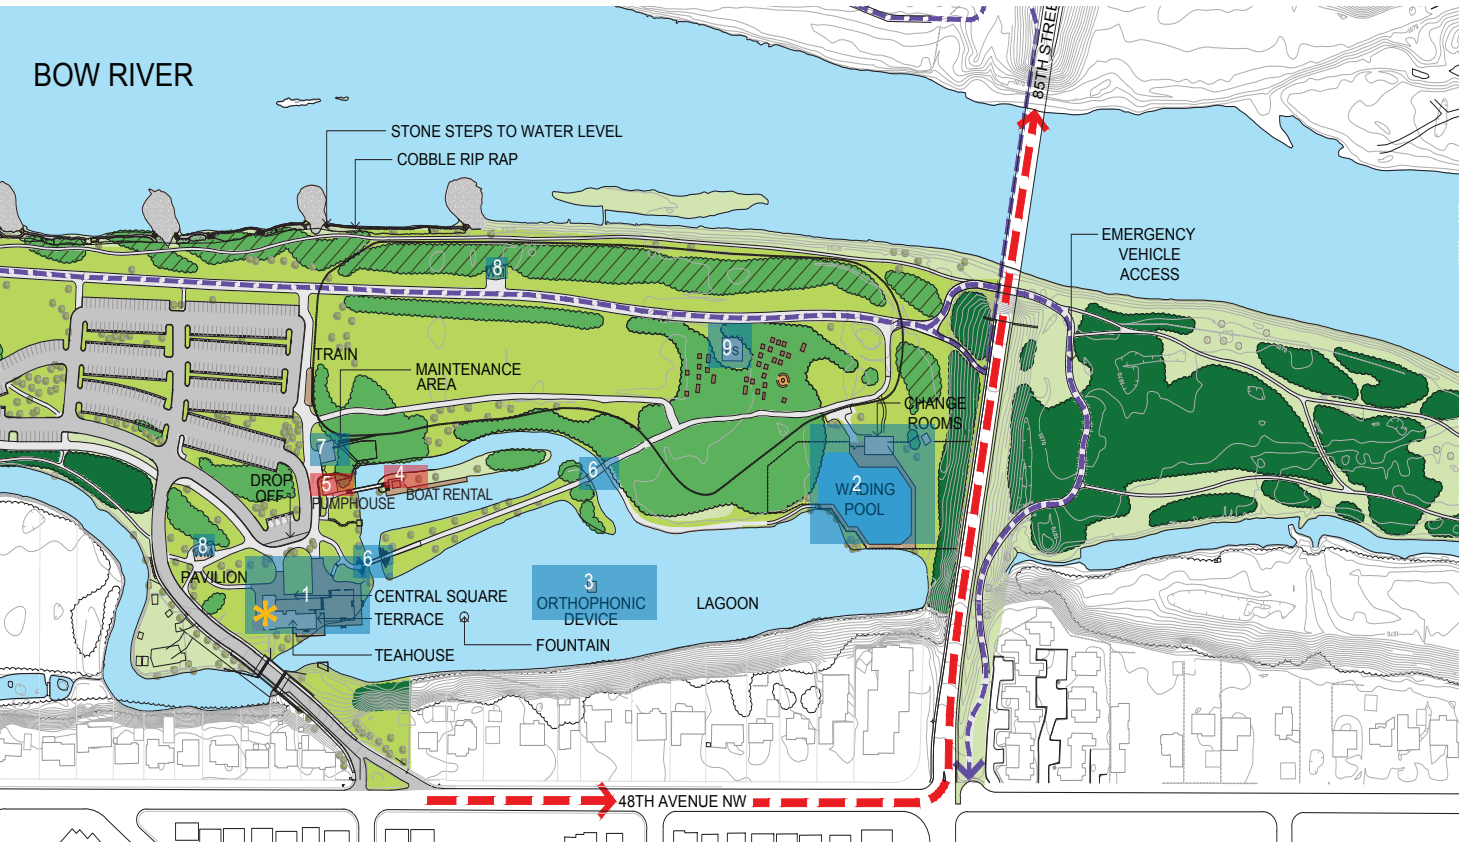 BOW RIVER
85TH STREE
STONE STEPS TO WATER LEVEL
COBBLE RIP RAP
EMERGENCY
VEHICLE
ACCESS
8
9
TRAIN
MAINTENANCE
AREA
CHANGE
ROOMS
7
4
6
5
DROP
OFF
PUMPHOUSE
BOAT RENTAL
2
WADING
POOL
8
6
PAVILION
1
3
CENTRAL SQUARE
ORTHOPHONIC
DEVICE
LAGOON
*
TERRACE
FOUNTAIN
TEAHOUSE
48TH AVENUE NW